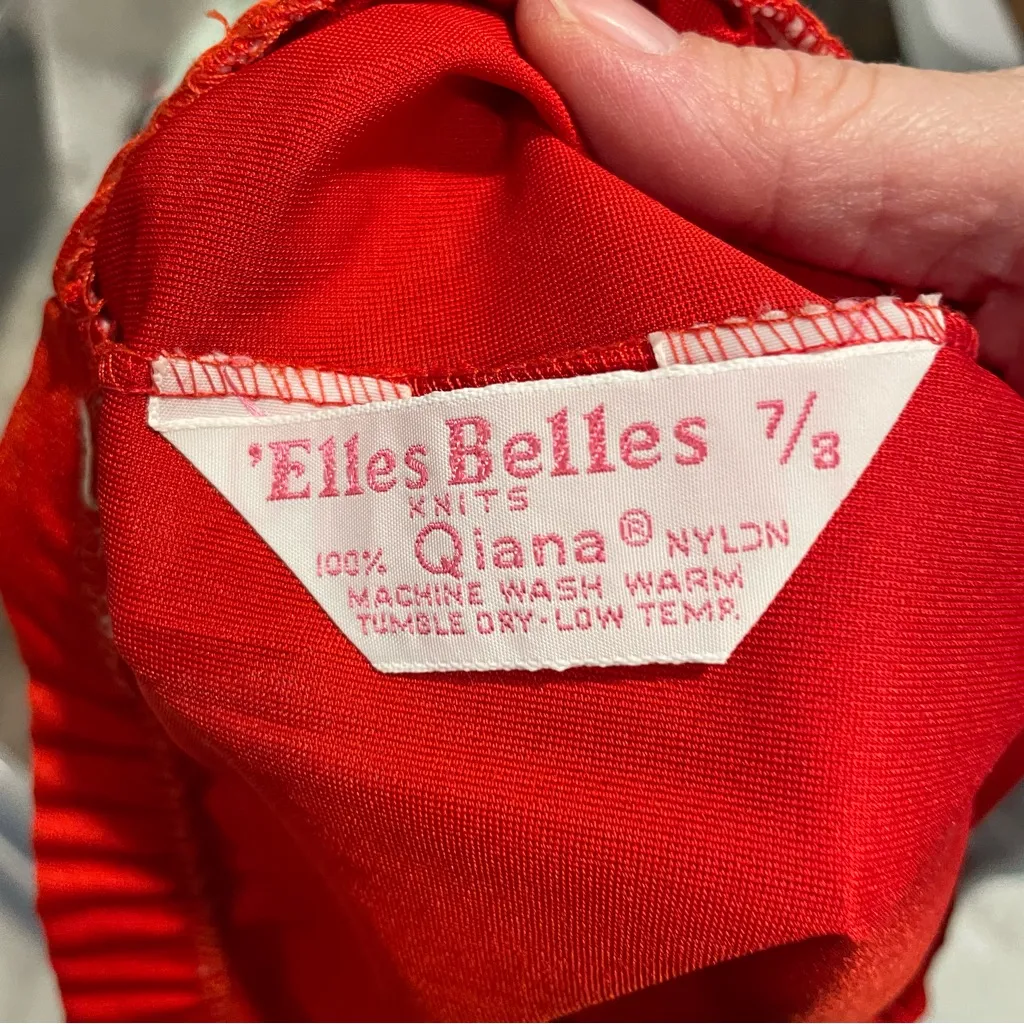 'Elles Belles 7/8
KNITS
100% Qiana® NYLON
MACHINE WASH WARM
TUMBLE DRY-LOW TEMP.